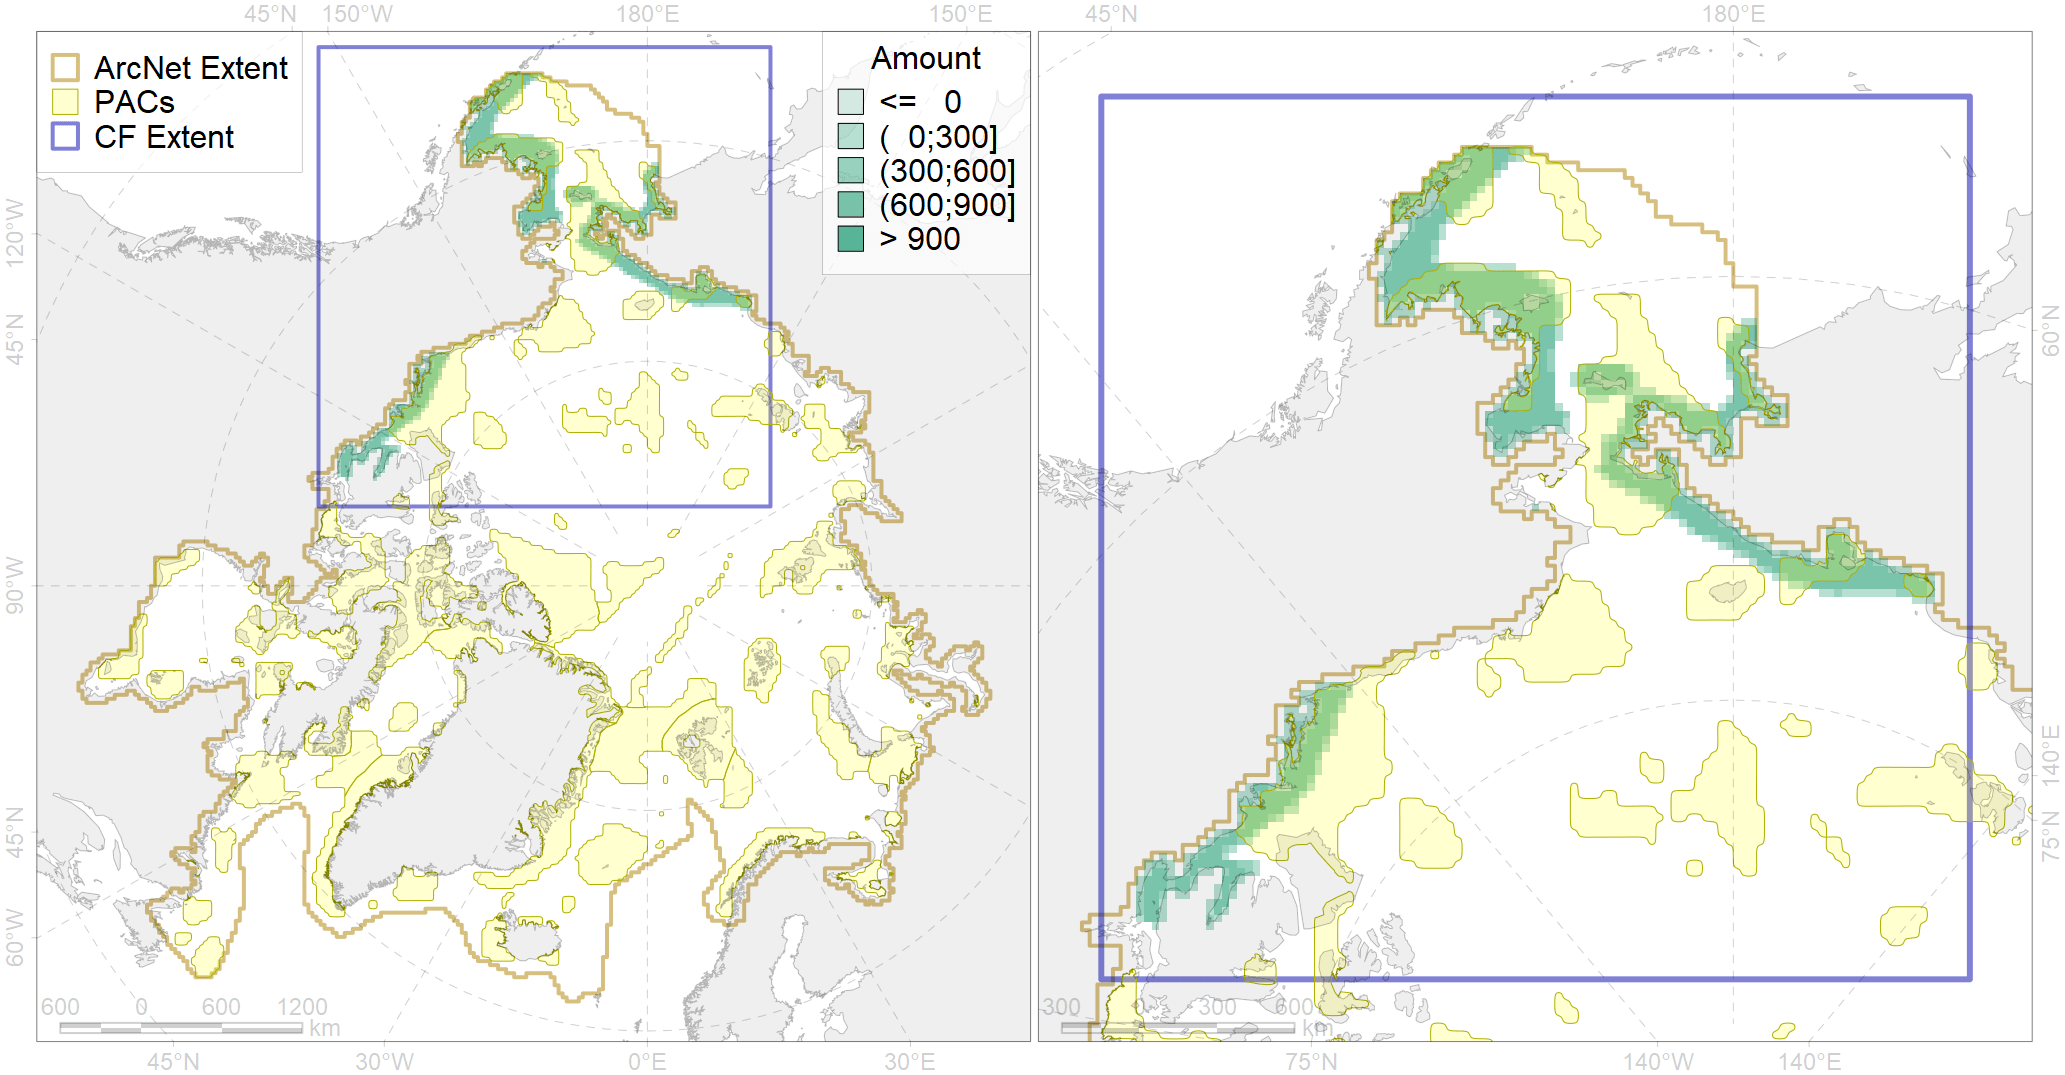 45°N 150°W 180°E 150°E 45°N 180°E
ArcNet Extent
PACs
CF Extent
Amount
<= 0
( 0;300]
(300;600]
(600;900]
> 900
120°W
45°N
90°W
45°N
60°W
60°N
140°E
75°N
600 0 600 1200
km
300 0 300 600
km
45°N 30°W 0°E 30°E 75°N 140°W 140°E